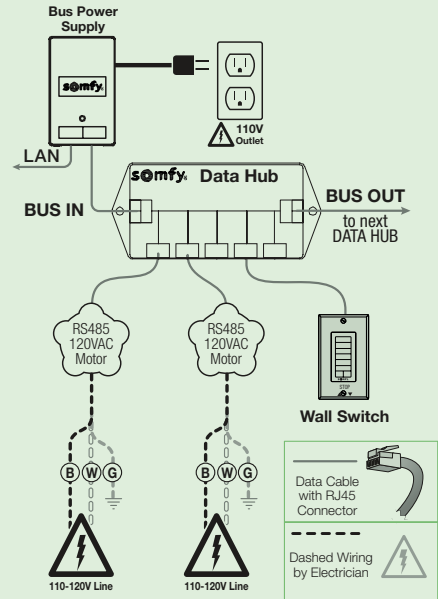 Bus Power
Supply
somfy
110V
Outlet
LAN
somfy Data Hub
BUS IN
BUS OUT
to next
DATA HUB
RS485
120VAC
Motor
RS485
120VAC
Motor
STOP
Wall Switch
B W G
B W G
Data Cable
with RJ45
Connector
Dashed Wiring
by Electrician
110-120V Line
110-120V Line